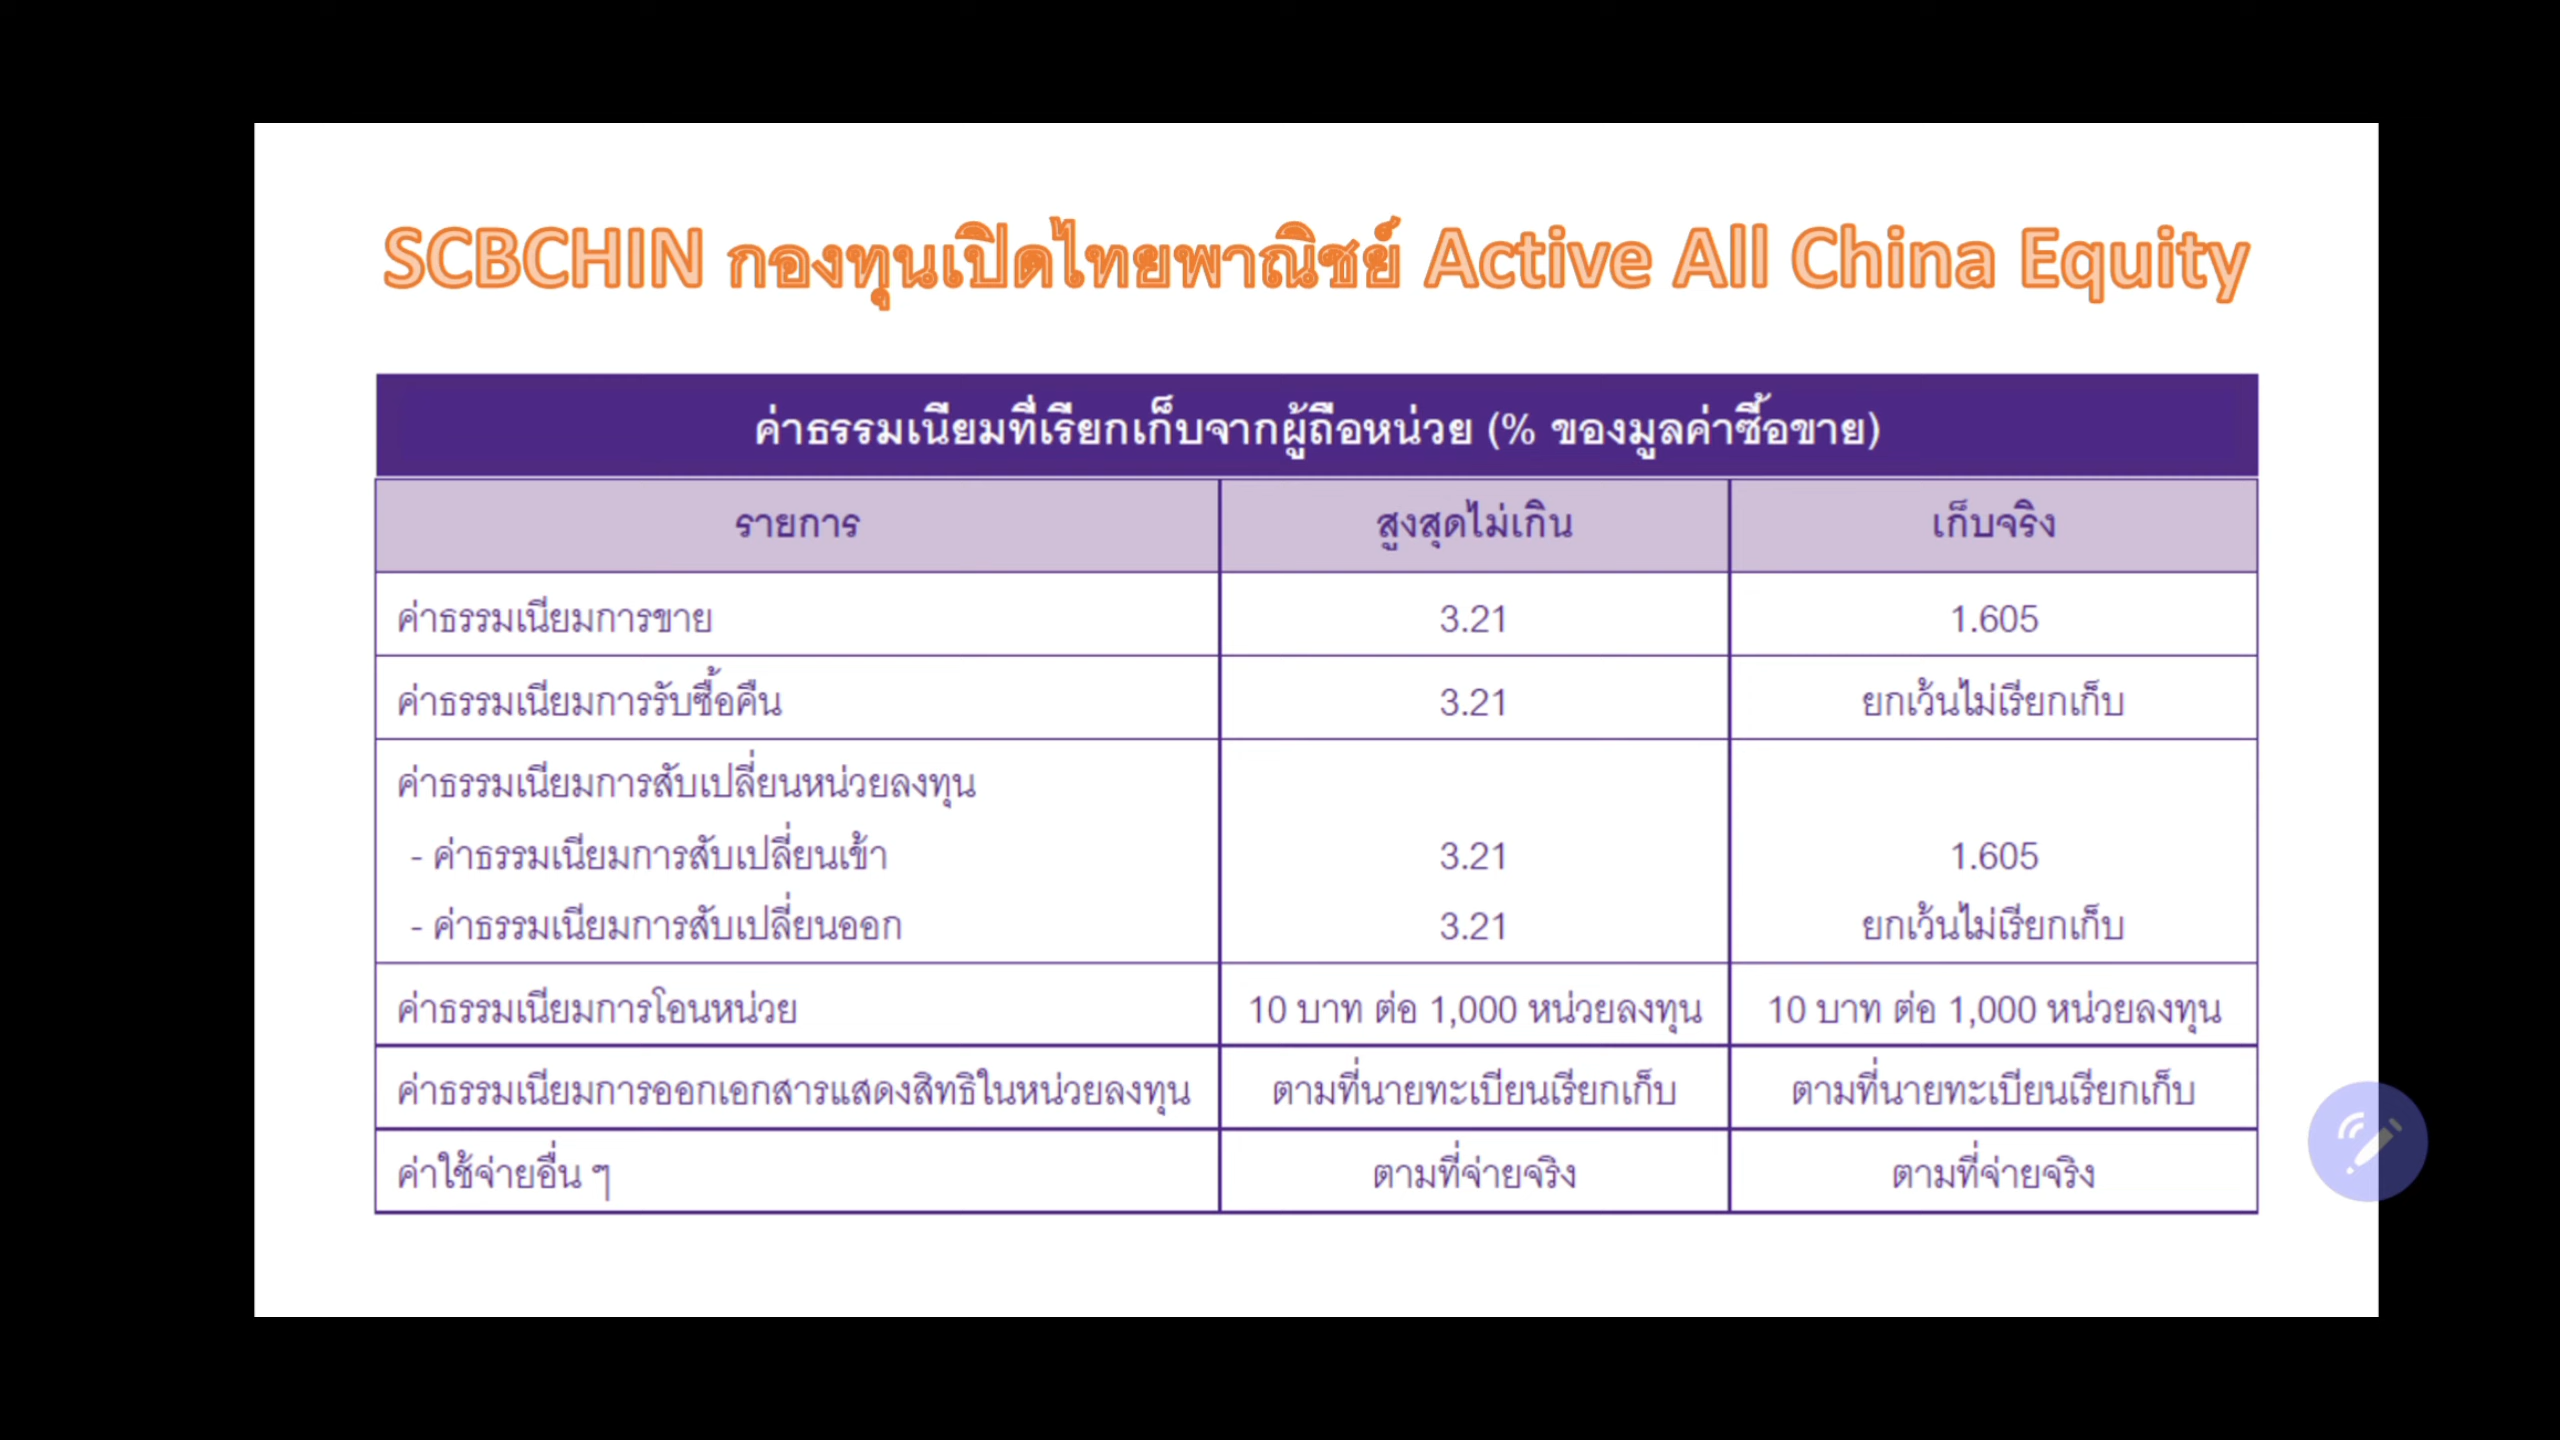 SCBCHIN กองทุนเปิดไทยพาณิชย์ Active All China Equity
ค่าธรรมเนียมที่เรียกเก็บจากผู้ถือหน่วย (% ของมูลค่าซื้อขาย)
รายการ สูงสุดไม่เกิน เก็บจริง
ค่าธรรมเนียมการขาย 3.21 1.605
ค่าธรรมเนียมการรับซื้อคืน 3.21 ยกเว้นไม่เรียกเก็บ
ค่าธรรมเนียมการสับเปลี่ยนหน่วยลงทุน
- ค่าธรรมเนียมการสับเปลี่ยนเข้า 3.21 1.605
- ค่าธรรมเนียมการสับเปลี่ยนออก 3.21 ยกเว้นไม่เรียกเก็บ
ค่าธรรมเนียมการโอนหน่วย 10 บาท ต่อ 1,000 หน่วยลงทุน 10 บาท ต่อ 1,000 หน่วยลงทุน
ค่าธรรมเนียมการออกเอกสารแสดงสิทธิในหน่วยลงทุน ตามที่นายทะเบียนเรียกเก็บ ตามที่นายทะเบียนเรียกเก็บ
ค่าใช้จ่ายอื่น ๆ ตามที่จ่ายจริง ตามที่จ่ายจริง